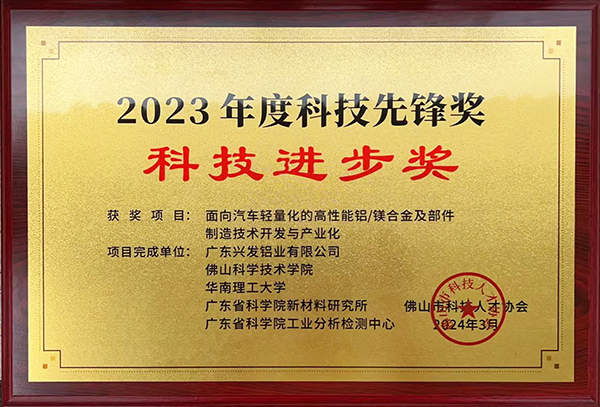 2023年度科技先锋奖
科技进步奖
获奖项目：面向汽车轻量化的高性能铝/镁合金及部件
制造技术开发与产业化
项目完成单位：广东兴发铝业有限公司
佛山科学技术学院
华南理工大学
广东省科学院新材料研究所
广东省科学院工业分析检测中心
佛山市科技人才协会
2024年3月